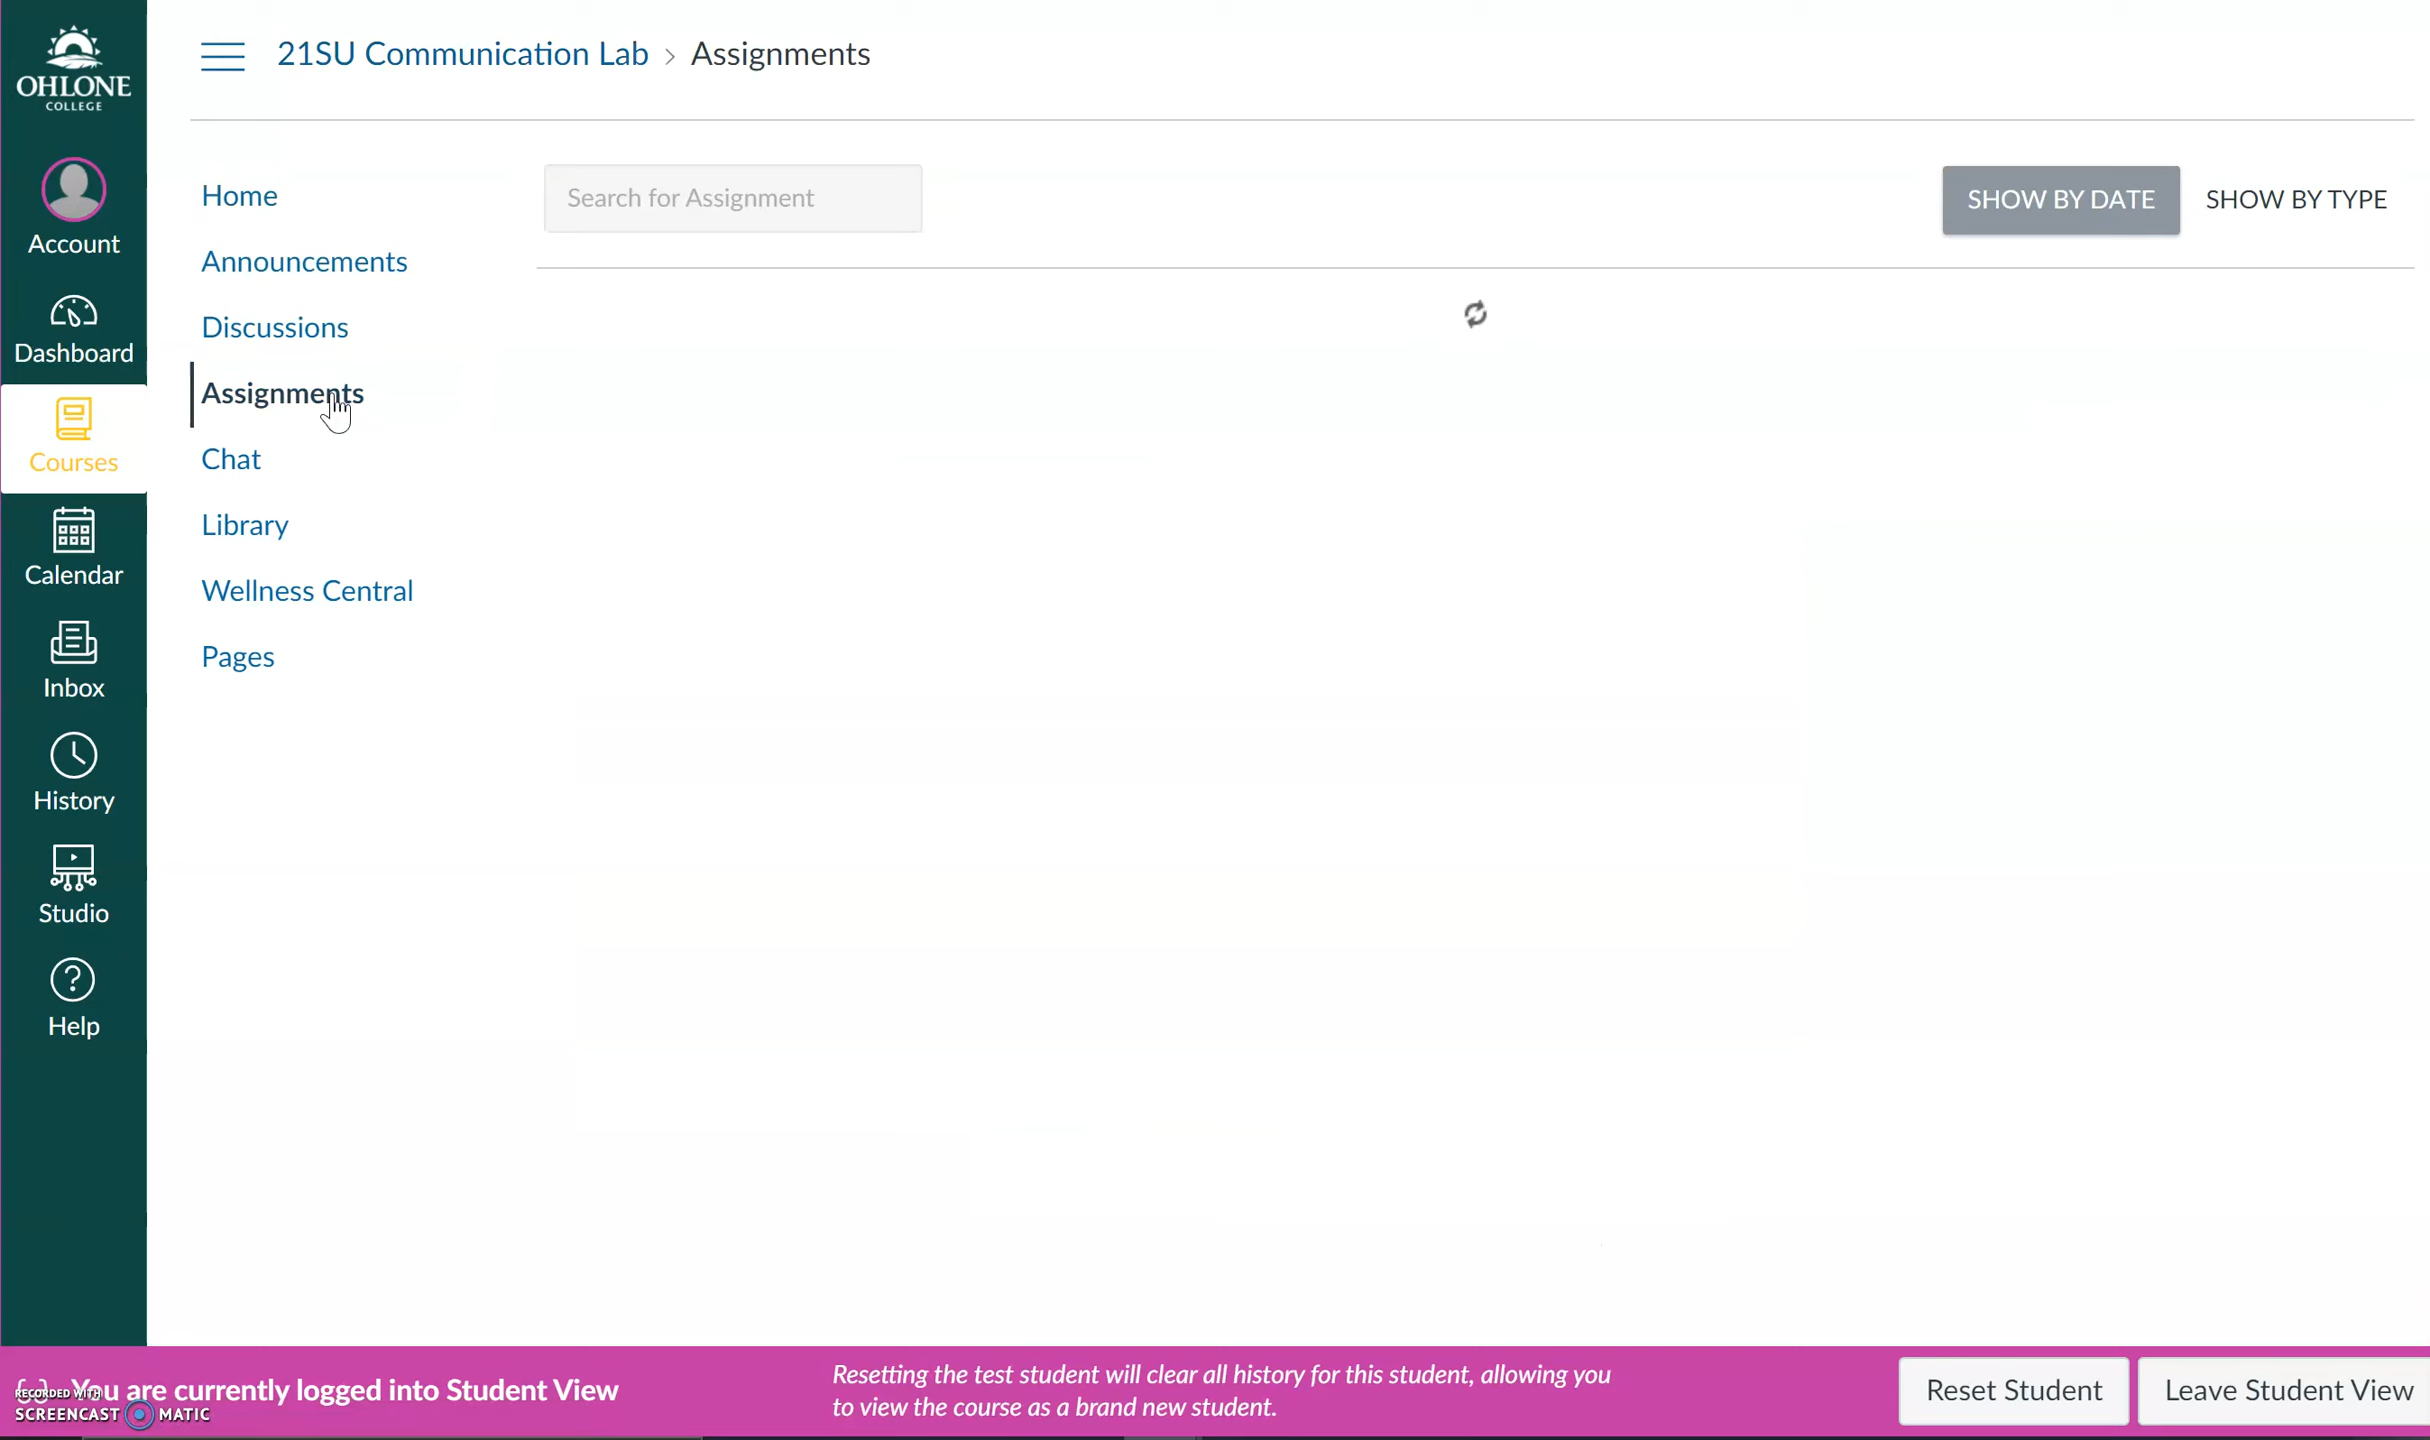 OHLONE
COLLEGE
Account
Dashboard
Courses
Calendar
Inbox
History
Studio
Help
21SU Communication Lab > Assignments
Home
Announcements
Discussions
Assignments
Chat
Library
Wellness Central
Pages
Search for Assignment
SHOW BY DATE
SHOW BY TYPE
You are currently logged into Student View
RECORDED WITH
SCREENCAST MATIC
Resetting the test student will clear all history for this student, allowing you
to view the course as a brand new student.
Reset Student
Leave Student View